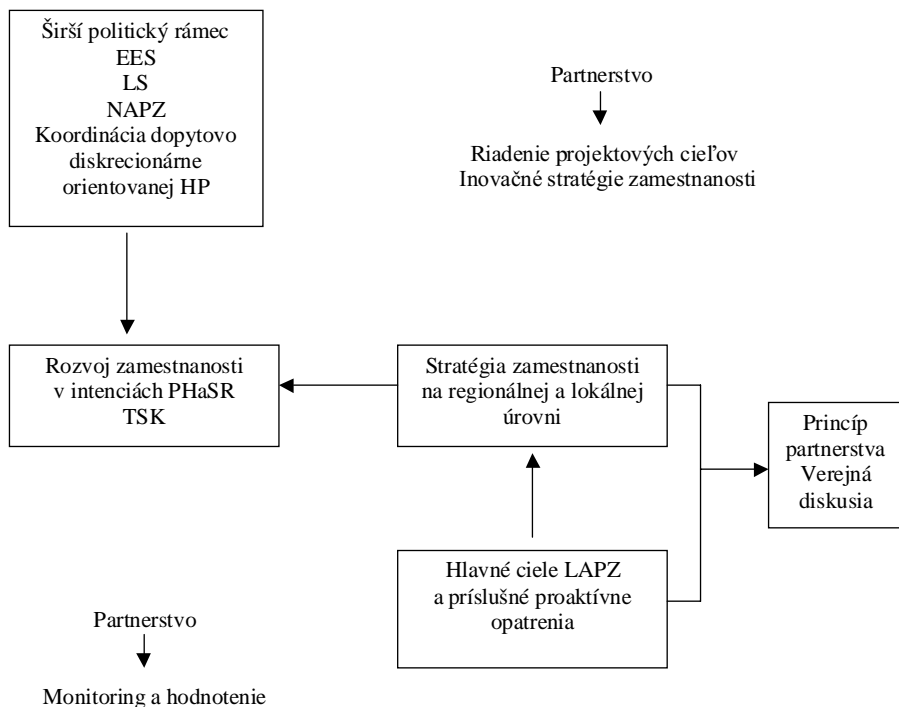 Širší politický rámec
EES
LS
NAPZ
Koordinácia dopytovo
diskrecionárne
orientovanej HP
Partnerstvo
Riadenie projektových cieľov
Inovačné stratégie zamestnanosti
Rozvoj zamestnanosti
v intenciách PHaSR
TSK
Stratégia zamestnanosti
na regionálnej a lokálnej
úrovni
Princíp
partnerstva
Verejná
diskusia
Hlavné ciele LAPZ
a príslušné proaktívne
opatrenia
Partnerstvo
Monitoring a hodnotenie